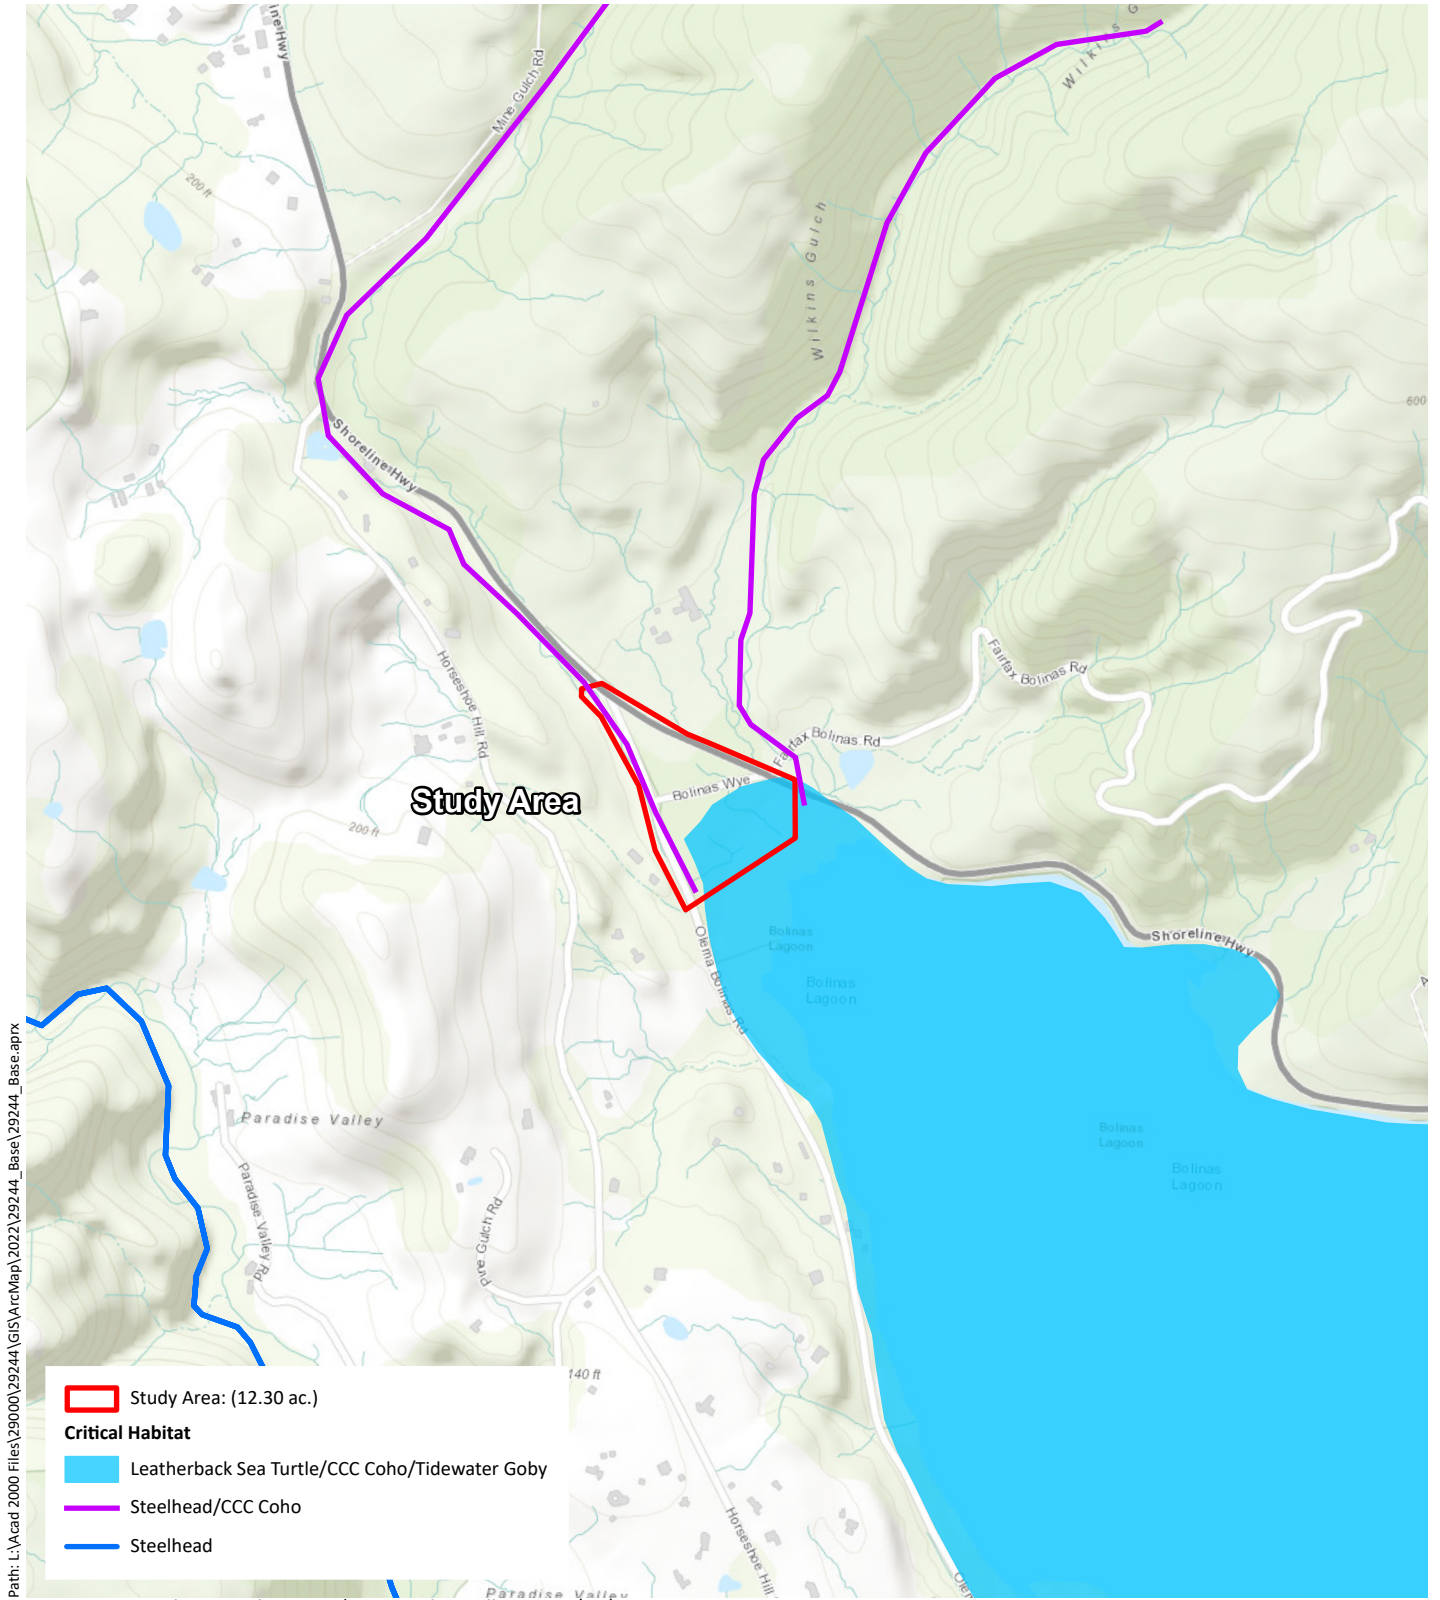 ine Hwy
Mine Gulch Rd
Wilkins G
200 ft
Wilkins Gulch
600
Shoreline Hwy
Horseshoe Hill Rd
Fairfax Bolinas Rd
Fairfax Bolinas Rd
Bolinas Wye
Study Area
200 ft
Bolinas
Lagoon
Olema Bolinas Rd
Shoreline Hwy
Bolinas
Lagoon
A
Paradise Valley
Bolinas
Lagoon
Bolinas
Lagoon
Paradise Valley Rd
Pine Gulch Rd
140 ft
Study Area: (12.30 ac.)
Critical Habitat
Leatherback Sea Turtle/CCC Coho/Tidewater Goby
Steelhead/CCC Coho
Steelhead
Horseshoe Hill
Olem
Paradise Valley
Path: L:\Acad 2000 Files\29000\29244\GIS\ArcMap\2022\29244_Base\29244_Base.aprx